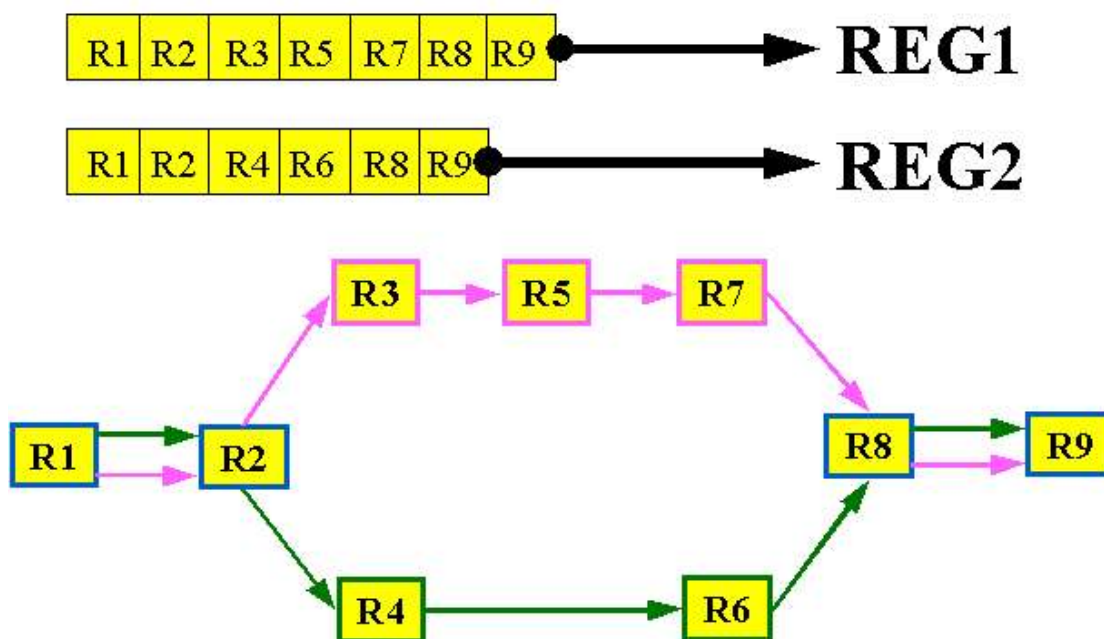 R1 R2 R3 R5 R7 R8 R9 REG1
R1 R2 R4 R6 R8 R9 REG2
R3 R5 R7
R1 R2 R8 R9
R4 R6